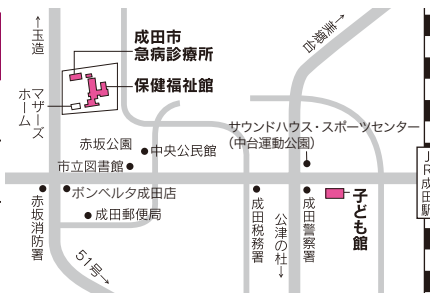 ←玉造
成田市
急病診療所
保健福祉館
マザーズ
ホーム
↖美郷台
赤坂公園
中央公民館
市立図書館
サウンドハウス・スポーツセンター
(中台運動公園)
ボンベルタ成田店
成田郵便局
赤坂消防署
51号→
成田税務署
公津の杜→
成田警察署
子ども館
JR成田駅